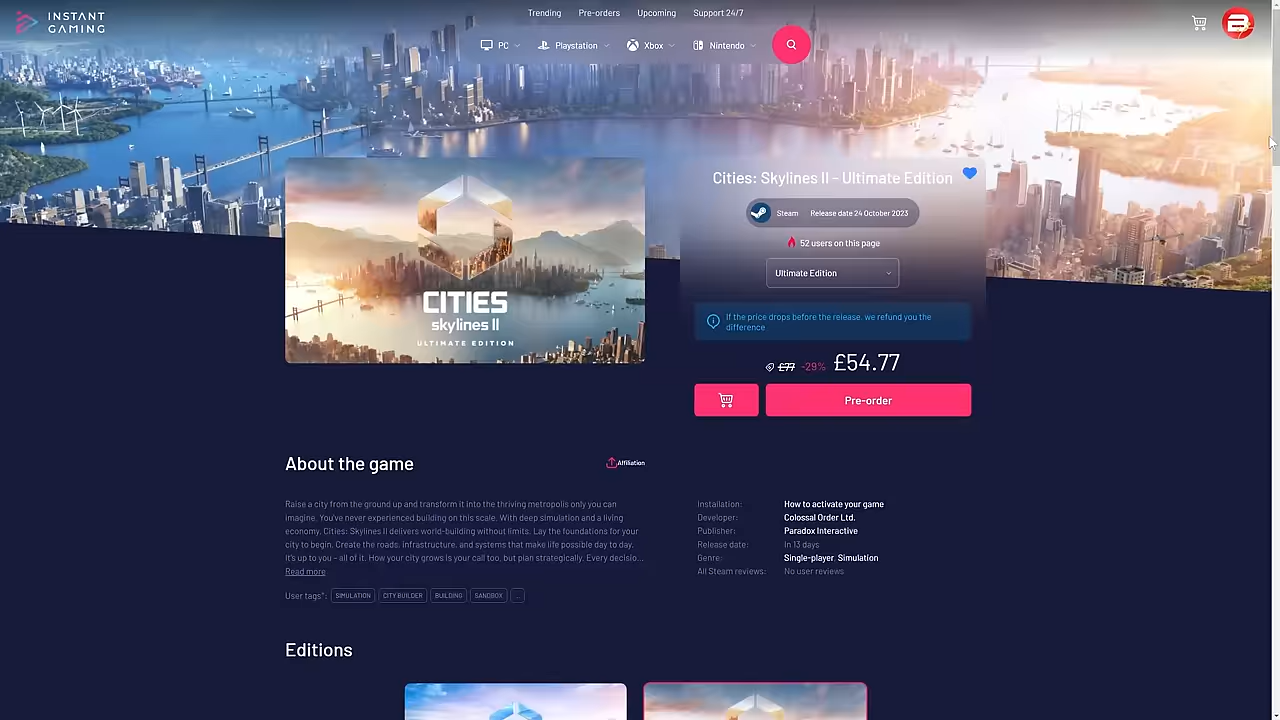 INSTANT
GAMING
Trending Pre-orders Upcoming Support 24/7
PC Playstation Xbox Nintendo
CITIES
skylines II
ULTIMATE EDITION
Cities: Skylines II - Ultimate Edition
Steam Release date 24 October 2023
52 users on this page
Ultimate Edition
If the price drops before the release, we refund you the
difference
£77 -29% £54.77
Pre-order
About the game
Affiliation
Raise a city from the ground up and transform it into the thriving metropolis only you can
imagine. You've never experienced building on this scale. With deep simulation and a living
economy, Cities: Skylines II delivers world-building without limits. Lay the foundations for your
city to begin. Create the roads, infrastructure, and systems that make life possible day to day.
It's up to you – all of it. How your city grows is your call too, but plan strategically. Every decisio...
Read more
User tags*: SIMULATION CITY BUILDER BUILDING SANDBOX ...
Installation: How to activate your game
Developer: Colossal Order Ltd.
Publisher: Paradox Interactive
Release date: In 13 days
Genre: Single-player, Simulation
All Steam reviews: No user reviews
Editions